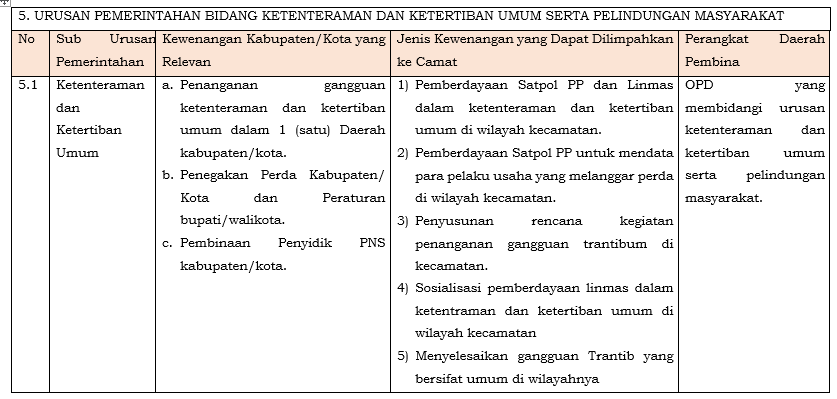 5. URUSAN PEMERINTAHAN BIDANG KETENTERAMAN DAN KETERTIBAN UMUM SERTA PELINDUNGAN MASYARAKAT
No
Sub Urusan
Pemerintahan
Kewenangan Kabupaten/Kota yang
Relevan
Jenis Kewenangan yang Dapat Dilimpahkan
ke Camat
Perangkat Daerah
Pembina
5.1
Ketenteraman
dan
Ketertiban
Umum
a. Penanganan gangguan
ketenteraman dan ketertiban
umum dalam 1 (satu) Daerah
kabupaten/kota.
b. Penegakan Perda Kabupaten/
Kota dan Peraturan
bupati/walikota.
c. Pembinaan Penyidik PNS
kabupaten/kota.
1) Pemberdayaan Satpol PP dan Linmas
dalam ketenteraman dan ketertiban
umum di wilayah kecamatan.
2) Pemberdayaan Satpol PP untuk mendata
para pelaku usaha yang melanggar perda
di wilayah kecamatan.
3) Penyusunan rencana kegiatan
penanganan gangguan trantibum di
kecamatan.
4) Sosialisasi pemberdayaan linmas dalam
ketentraman dan ketertiban umum di
wilayah kecamatan
5) Menyelesaikan gangguan Trantib yang
bersifat umum di wilayahnya
OPD yang
membidangi urusan
ketenteraman dan
ketertiban umum
serta pelindungan
masyarakat.